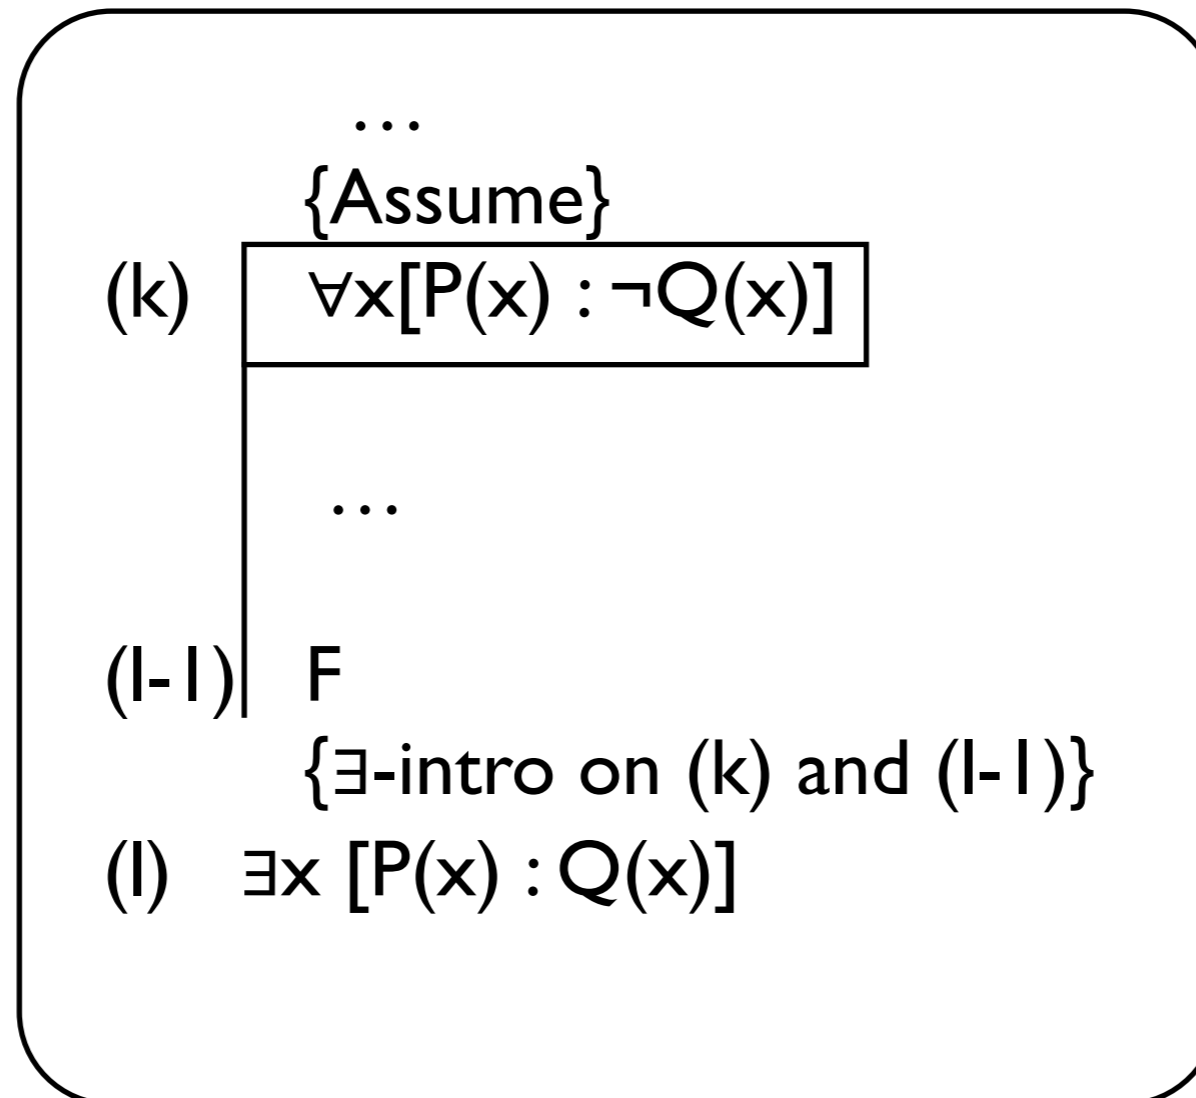 …
{Assume}
(k) ∀x[P(x) : ¬Q(x)]
…
(l-1) F
{∃-intro on (k) and (l-1)}
(l) ∃x [P(x) : Q(x)]